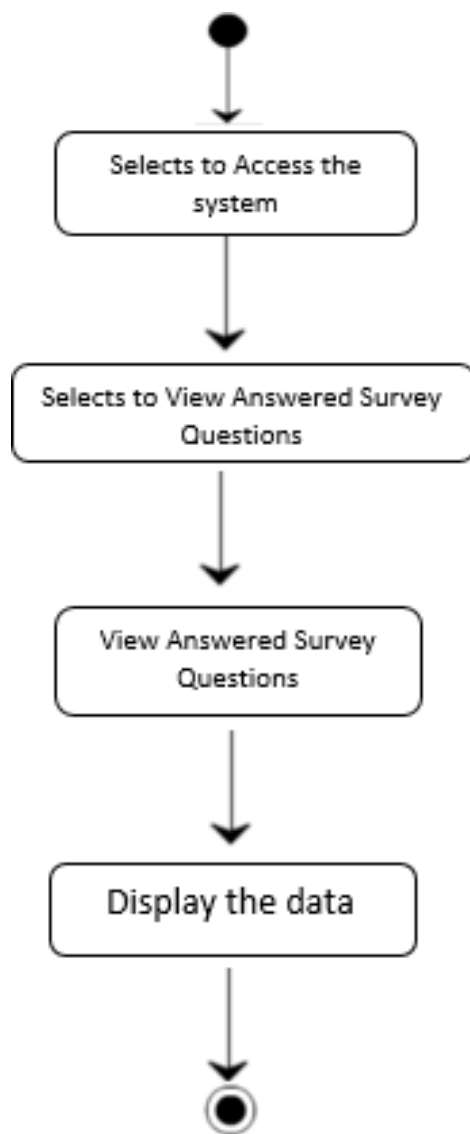 Selects to Access the
system
Selects to View Answered Survey
Questions
View Answered Survey
Questions
Display the data